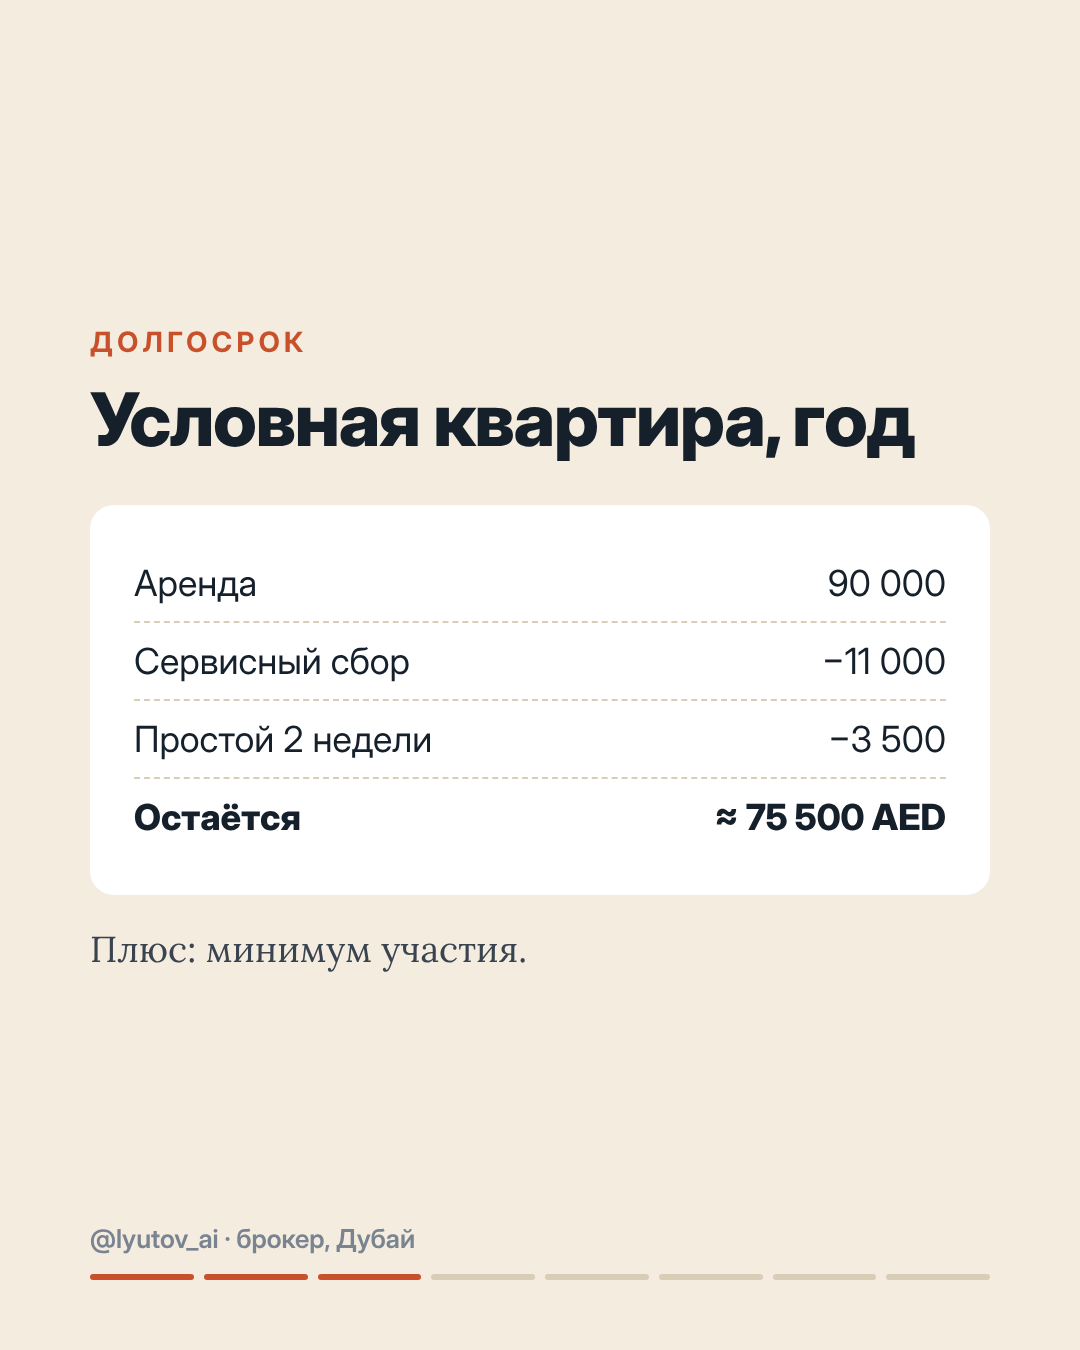 ДОЛГОСРОК
Условная квартира, год
Аренда 90 000
Сервисный сбор −11 000
Простой 2 недели −3 500
Остаётся ≈ 75 500 AED
Плюс: минимум участия.
@lyutov_ai · брокер, Дубай